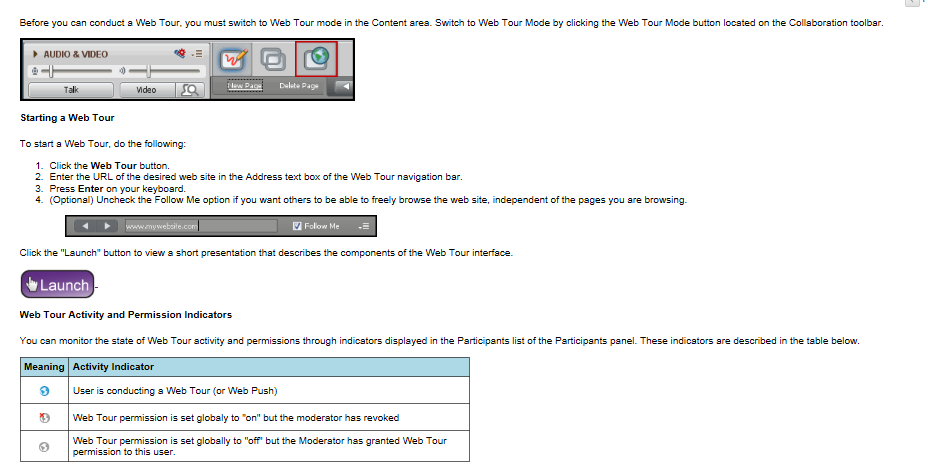 Before you can conduct a Web Tour, you must switch to Web Tour mode in the Content area. Switch to Web Tour Mode by clicking the Web Tour Mode button located on the Collaboration toolbar.
AUDIO & VIDEO
Talk
Video
New Page
Delete Page
Starting a Web Tour
To start a Web Tour, do the following:
1. Click the Web Tour button.
2. Enter the URL of the desired web site in the Address text box of the Web Tour navigation bar.
3. Press Enter on your keyboard.
4. (Optional) Uncheck the Follow Me option if you want others to be able to freely browse the web site, independent of the pages you are browsing.
www.mywebsite.com
Follow Me
Click the "Launch" button to view a short presentation that describes the components of the Web Tour interface.
Launch
Web Tour Activity and Permission Indicators
You can monitor the state of Web Tour activity and permissions through indicators displayed in the Participants list of the Participants panel. These indicators are described in the table below.
Meaning Activity Indicator
User is conducting a Web Tour (or Web Push)
Web Tour permission is set globaly to "on" but the moderator has revoked
Web Tour permission is set globally to "off" but the Moderator has granted Web Tour
permission to this user.